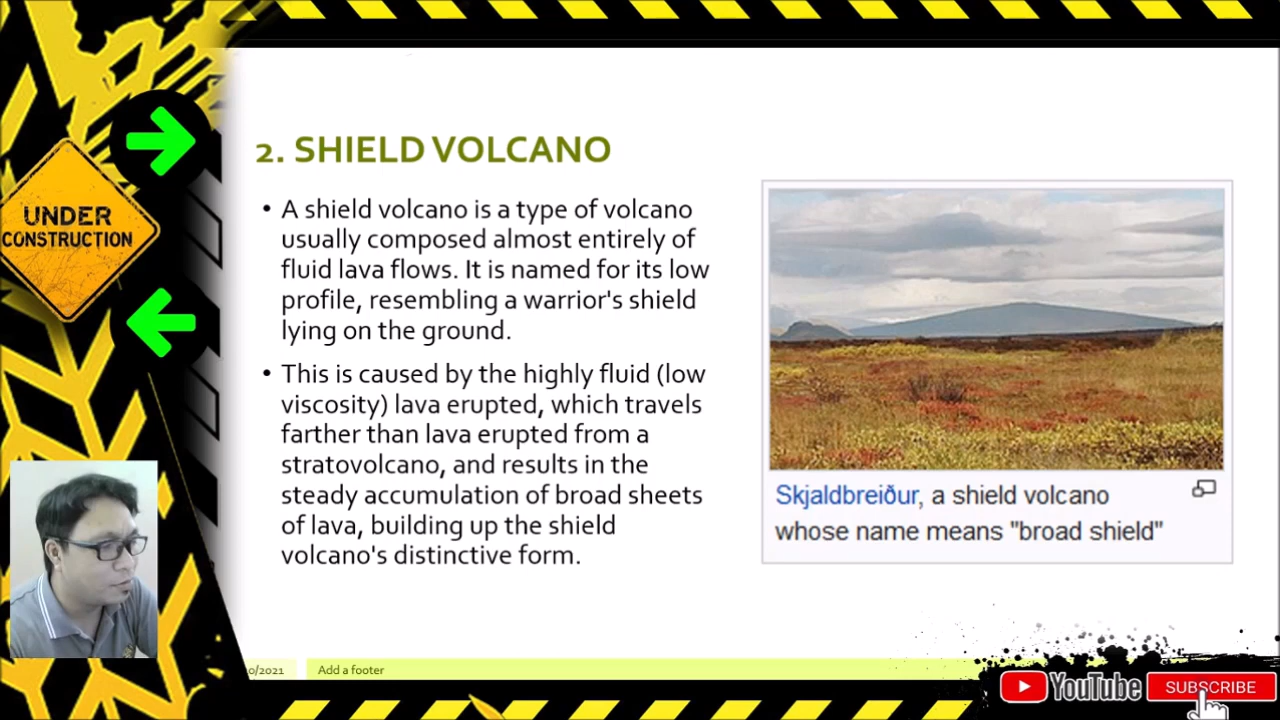 2. SHIELD VOLCANO
• A shield volcano is a type of volcano
usually composed almost entirely of
fluid lava flows. It is named for its low
profile, resembling a warrior's shield
lying on the ground.
• This is caused by the highly fluid (low
viscosity) lava erupted, which travels
farther than lava erupted from a
stratovolcano, and results in the
steady accumulation of broad sheets
of lava, building up the shield
volcano's distinctive form.
Skjaldbreiður, a shield volcano
whose name means "broad shield"
UNDER
CONSTRUCTION
0/2021
Add a footer
YouTube
SUBSCRIBE